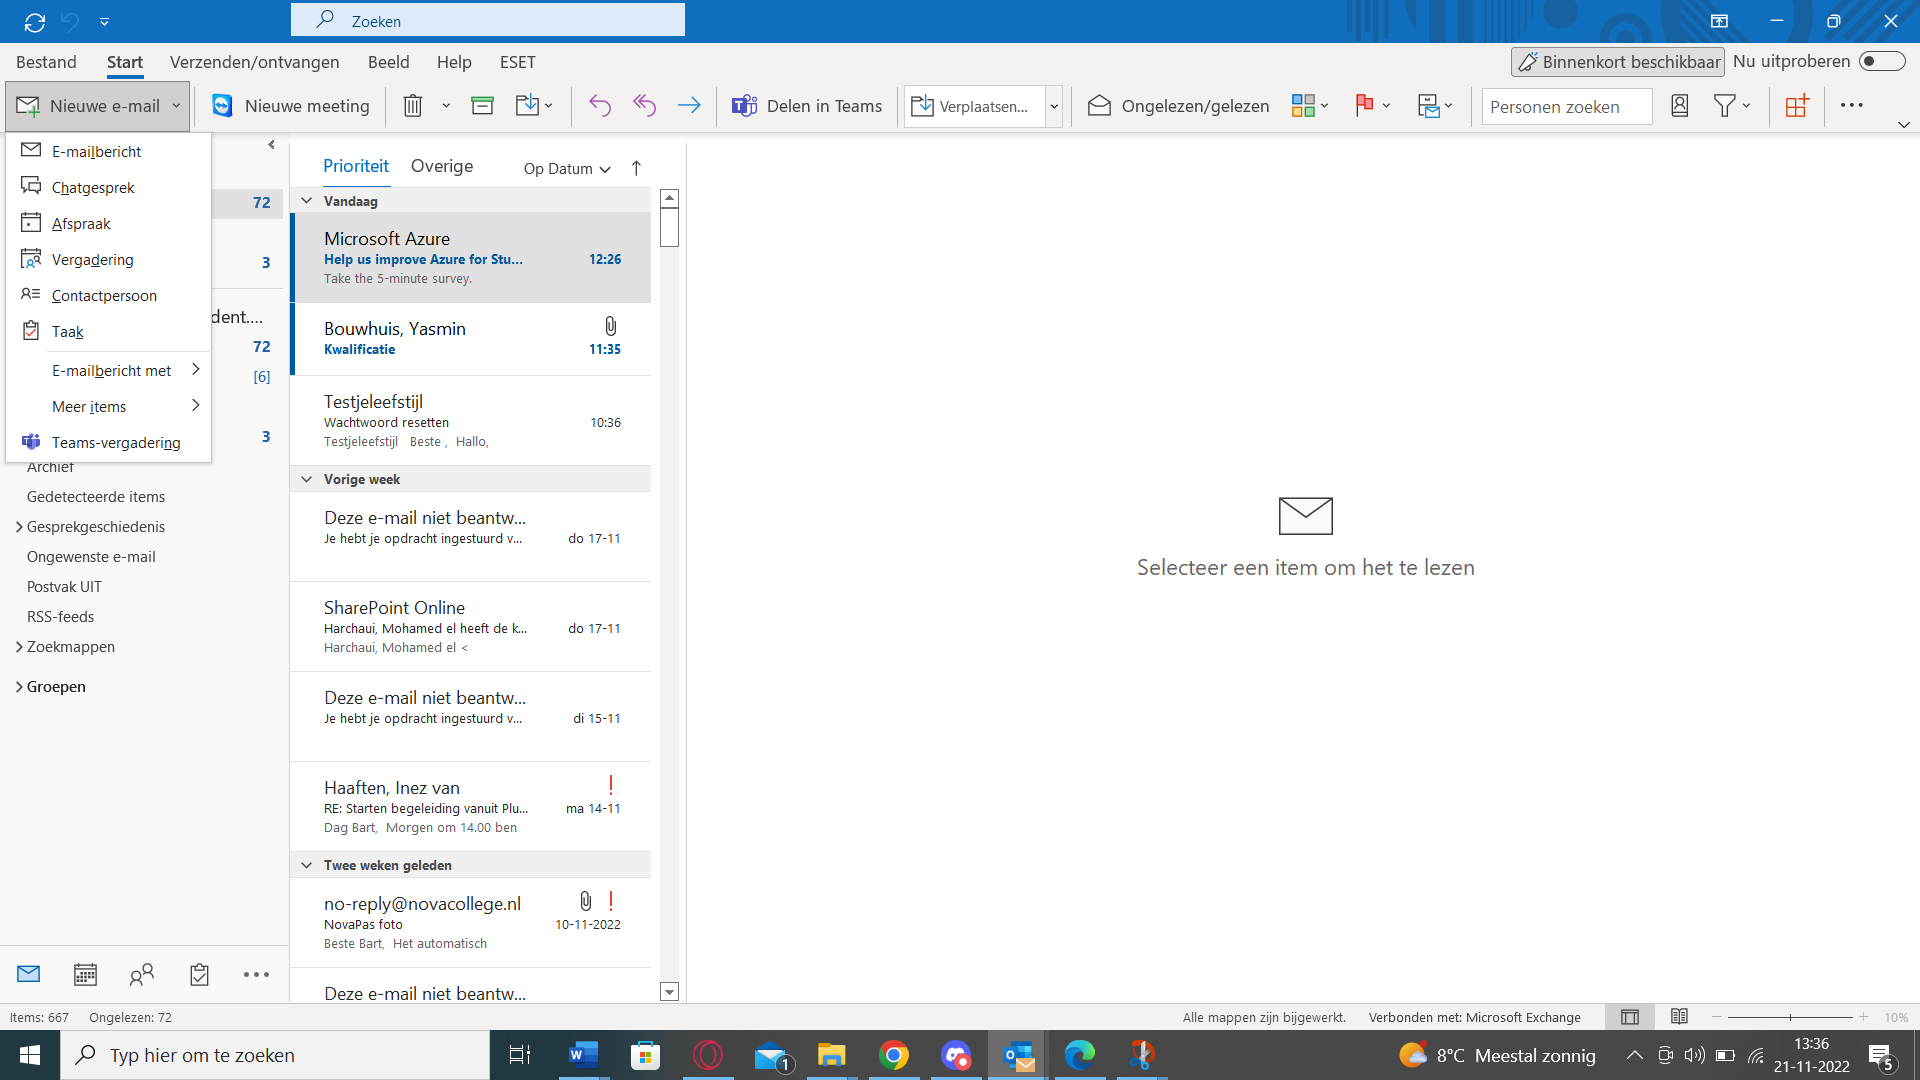 Zoeken
Bestand Start Verzenden/ontvangen Beeld Help ESET Binnenkort beschikbaar Nu uitproberen
Nieuwe e-mail Nieuwe meeting Delen in Teams Verplaatsen... Ongelezen/gelezen Personen zoeken
E-mailbericht
Chatgesprek
Afspraak
Vergadering
Contactpersoon
Taak
E-mailbericht met
Meer items
Teams-vergadering
72
3
dent....
72
[6]
3
Archief
Gedetecteerde items
Gesprekgeschiedenis
Ongewenste e-mail
Postvak UIT
RSS-feeds
Zoekmappen
Groepen
Prioriteit Overige Op Datum
Vandaag
Microsoft Azure
Help us improve Azure for Stu... 12:26
Take the 5-minute survey.
Bouwhuis, Yasmin
Kwalificatie 11:35
Testjeleefstijl
Wachtwoord resetten 10:36
Testjeleefstijl Beste , Hallo,
Vorige week
Deze e-mail niet beantw...
Je hebt je opdracht ingestuurd v... do 17-11
SharePoint Online
Harchaui, Mohamed el heeft de k... do 17-11
Harchaui, Mohamed el <
Deze e-mail niet beantw...
Je hebt je opdracht ingestuurd v... di 15-11
Haaften, Inez van
RE: Starten begeleiding vanuit Plu... ma 14-11
Dag Bart, Morgen om 14.00 ben
Twee weken geleden
no-reply@novacollege.nl
NovaPas foto 10-11-2022
Beste Bart, Het automatisch
Deze e-mail niet beantw...
Selecteer een item om het te lezen
Items: 667 Ongelezen: 72 Alle mappen zijn bijgewerkt. Verbonden met: Microsoft Exchange 10%
Typ hier om te zoeken 1 8°C Meestal zonnig 13:36
21-11-2022 5